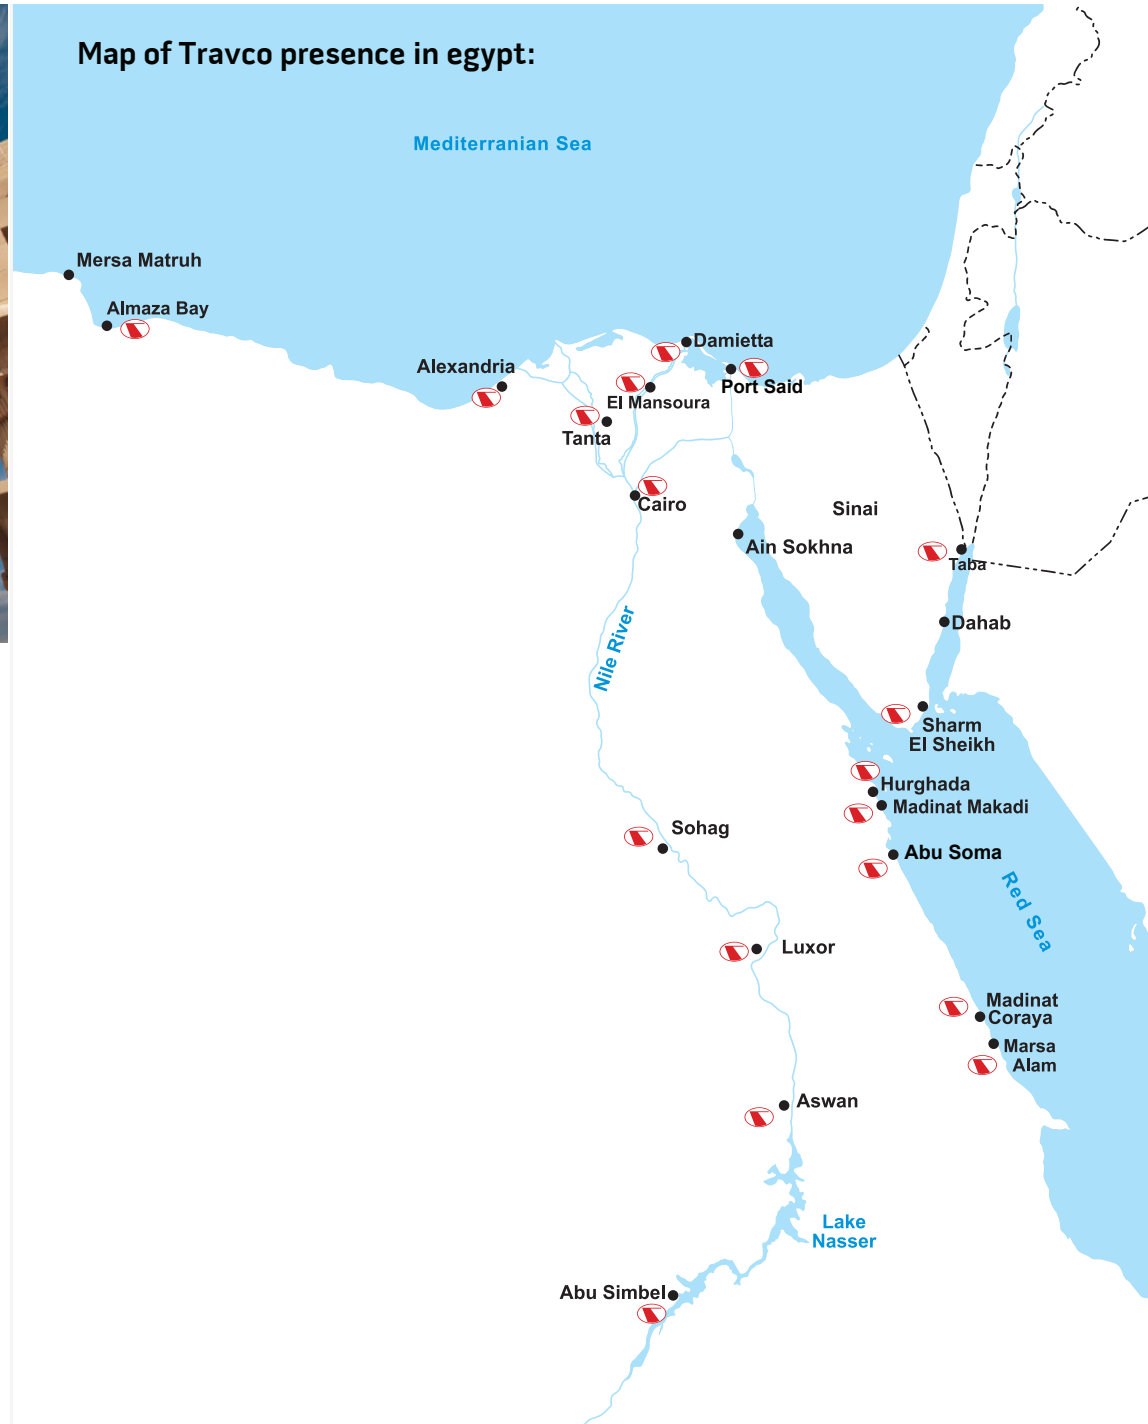 Map of Travco presence in egypt:
Mediterranian Sea
Mersa Matruh
Almaza Bay
Damietta
Alexandria
Port Said
El Mansoura
Tanta
Cairo
Sinai
Ain Sokhna
Taba
Dahab
Nile River
Sharm
El Sheikh
Hurghada
Madinat Makadi
Sohag
Abu Soma
Red Sea
Luxor
Madinat
Coraya
Marsa
Alam
Aswan
Lake
Nasser
Abu Simbel